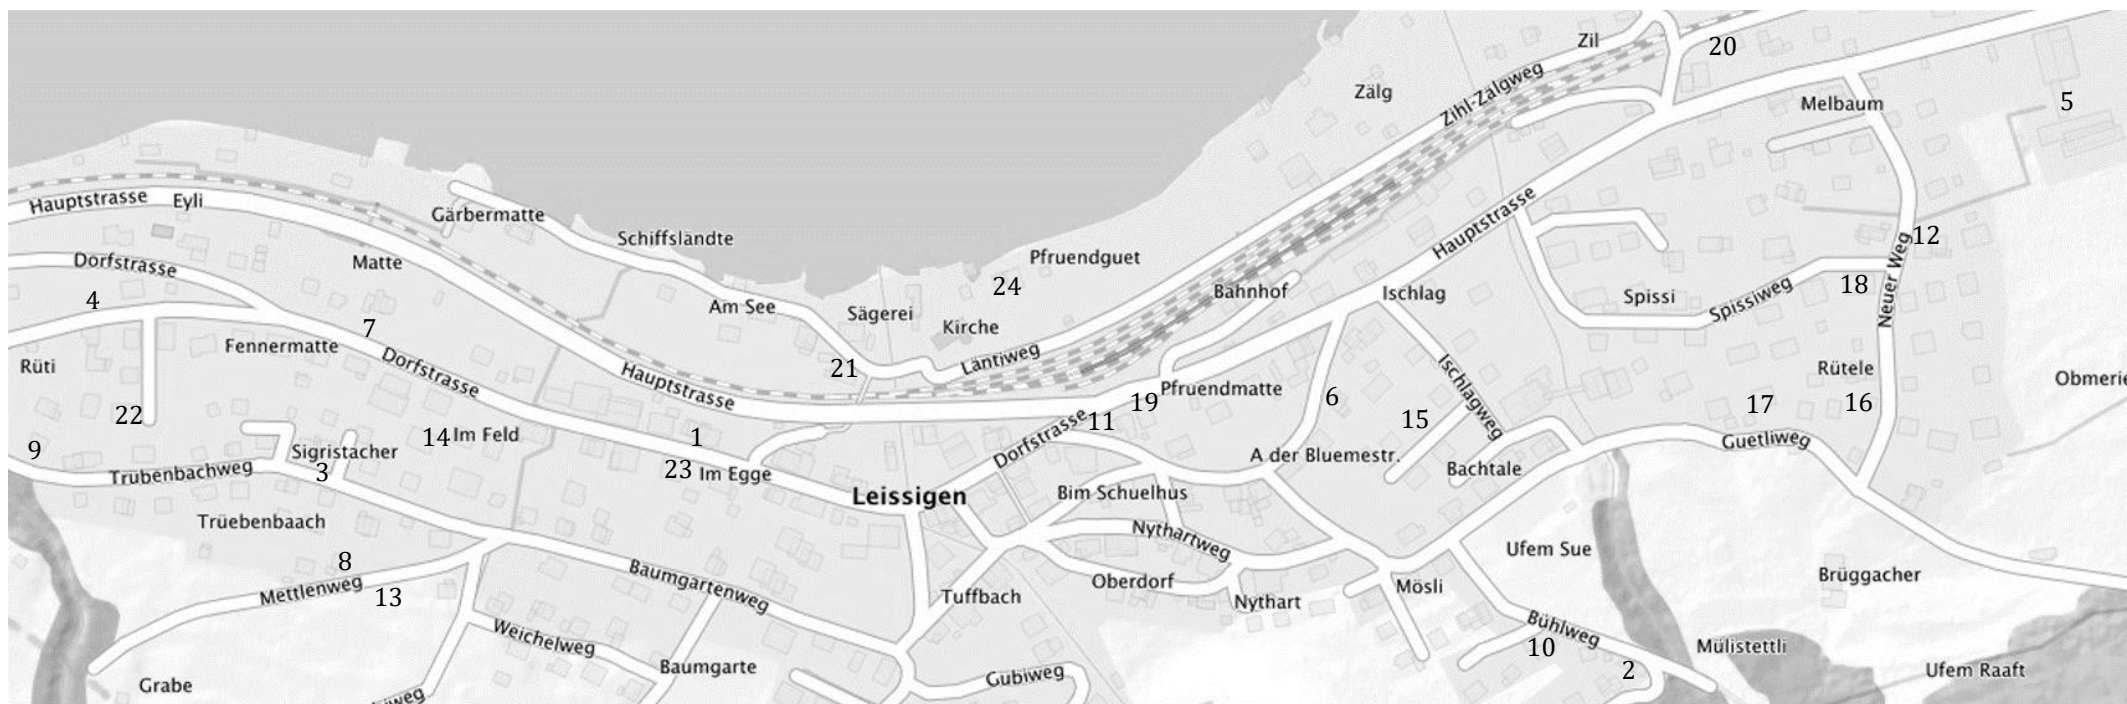 Zil
20
Zälg
Zihl-Zälgweg
Melbaum
5
Hauptstrasse
Eyli
Gärbermatte
Schiffsländte
Hauptstrasse
12
Dorfstrasse
Matte
Pfruendguet
4
24
Bahnhof
Ischlag
Spissi
Spissiweg
18
Neuer Weg
Am See
Sägerei
Kirche
7
Fennermatte
Dorfstrasse
Rüti
Hauptstrasse
21
Läntiweg
Pfruendmatte
6
Ischlagweg
Rütele
Obmerie
22
19
11
15
17
16
9
14
Im Feld
1
Dorfstrasse
Guetliweg
Trubenbachweg
Sigristacher
3
23
Im Egge
A der Bluemestr.
Bachtale
Leissigen
Bim Schuelhus
Trüebenbaach
Nythartweg
Ufem Sue
8
Mettlenweg
13
Baumgartenweg
Tuffbach
Oberdorf
Nythart
Mösli
Brüggacher
Weichelweg
Baumgarte
Bühlweg
10
2
Mülistettli
Ufem Raaft
Grabe
Gubiweg